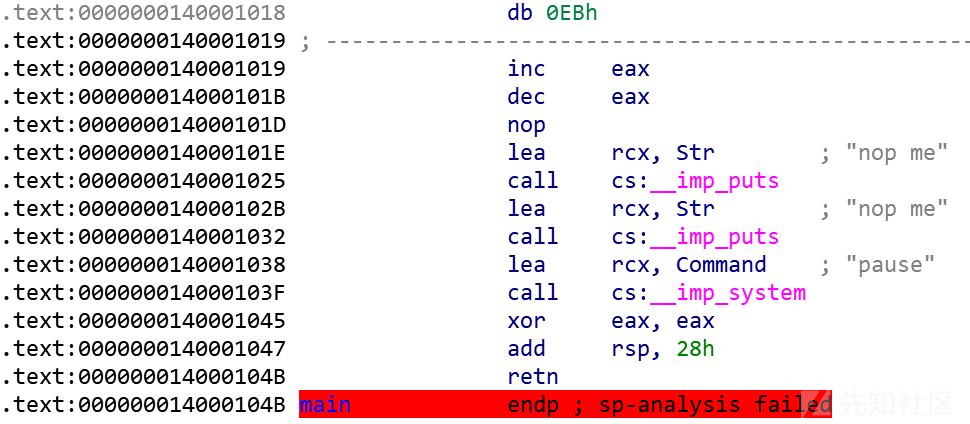 .text:0000000140001018 db 0EBh
.text:0000000140001019 ; ---------------------------------------------------
.text:0000000140001019 inc eax
.text:000000014000101B dec eax
.text:000000014000101D nop
.text:000000014000101E lea rcx, Str ; "nop me"
.text:0000000140001025 call cs:__imp_puts
.text:000000014000102B lea rcx, Str ; "nop me"
.text:0000000140001032 call cs:__imp_puts
.text:0000000140001038 lea rcx, Command ; "pause"
.text:000000014000103F call cs:__imp_system
.text:0000000140001045 xor eax, eax
.text:0000000140001047 add rsp, 28h
.text:000000014000104B retn
.text:000000014000104B main endp ; sp-analysis failed
先知社区